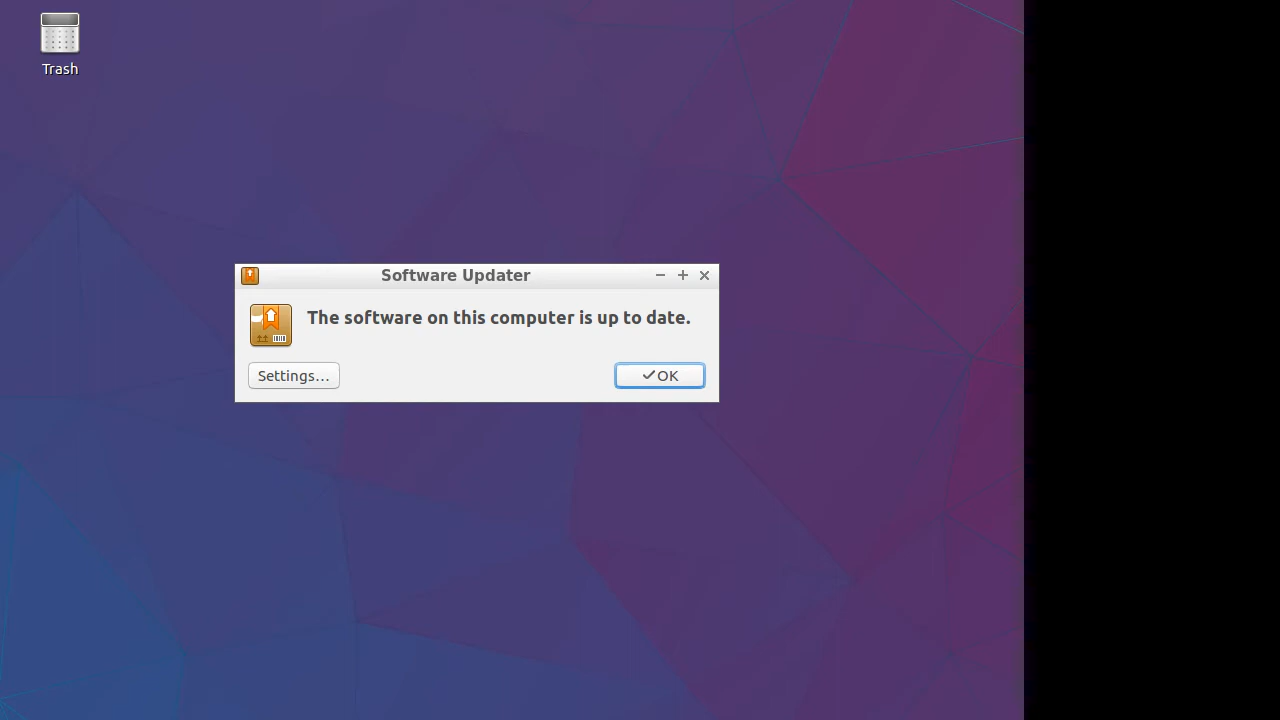 Trash
Software Updater
The software on this computer is up to date.
Settings...
OK